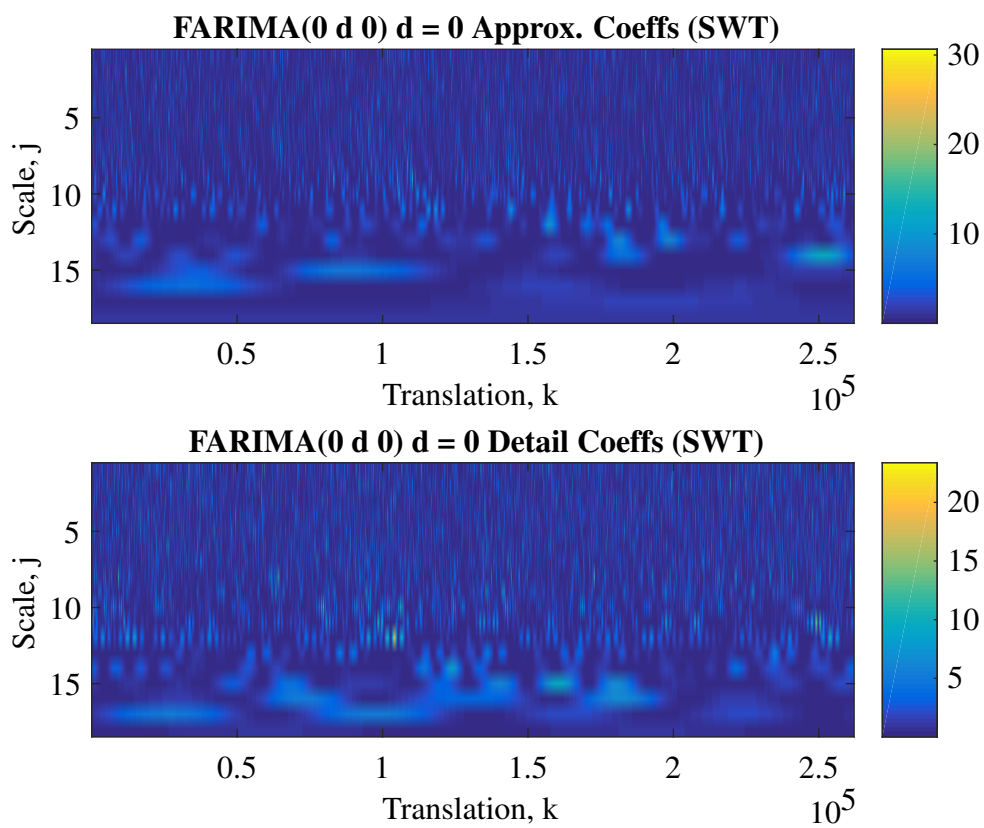 FARIMA(0 d 0) d = 0 Approx. Coeffs (SWT)
30
20
10
Scale, j
5
10
15
0.5 1 1.5 2 2.5
Translation, k
10^5
FARIMA(0 d 0) d = 0 Detail Coeffs (SWT)
20
15
10
5
Scale, j
5
10
15
0.5 1 1.5 2 2.5
Translation, k
10^5